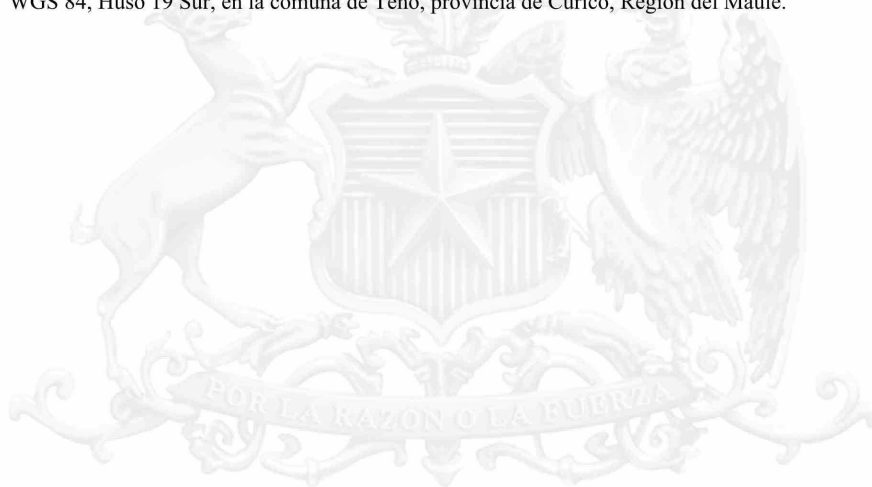 WGS 84, Huso 19 Sur, en la comuna de Teno, provincia de Curicó, Región del Maule.
POR LA RAZÓN O LA FUERZA